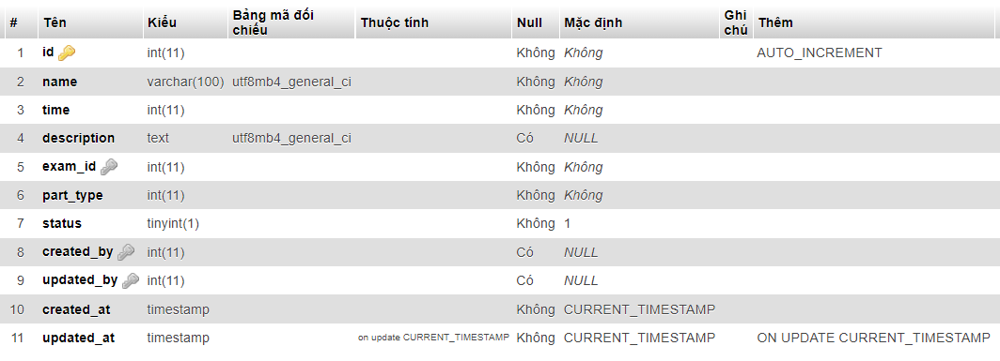 # Tên Kiểu Bảng mã đối chiếu Thuộc tính Null Mặc định Ghi chú Thêm
1 id int(11) Không Không AUTO_INCREMENT
2 name varchar(100) utf8mb4_general_ci Không Không
3 time int(11) Không Không
4 description text utf8mb4_general_ci Có NULL
5 exam_id int(11) Không Không
6 part_type int(11) Không Không
7 status tinyint(1) Không 1
8 created_by int(11) Có NULL
9 updated_by int(11) Có NULL
10 created_at timestamp Không CURRENT_TIMESTAMP
11 updated_at timestamp on update CURRENT_TIMESTAMP Không CURRENT_TIMESTAMP ON UPDATE CURRENT_TIMESTAMP